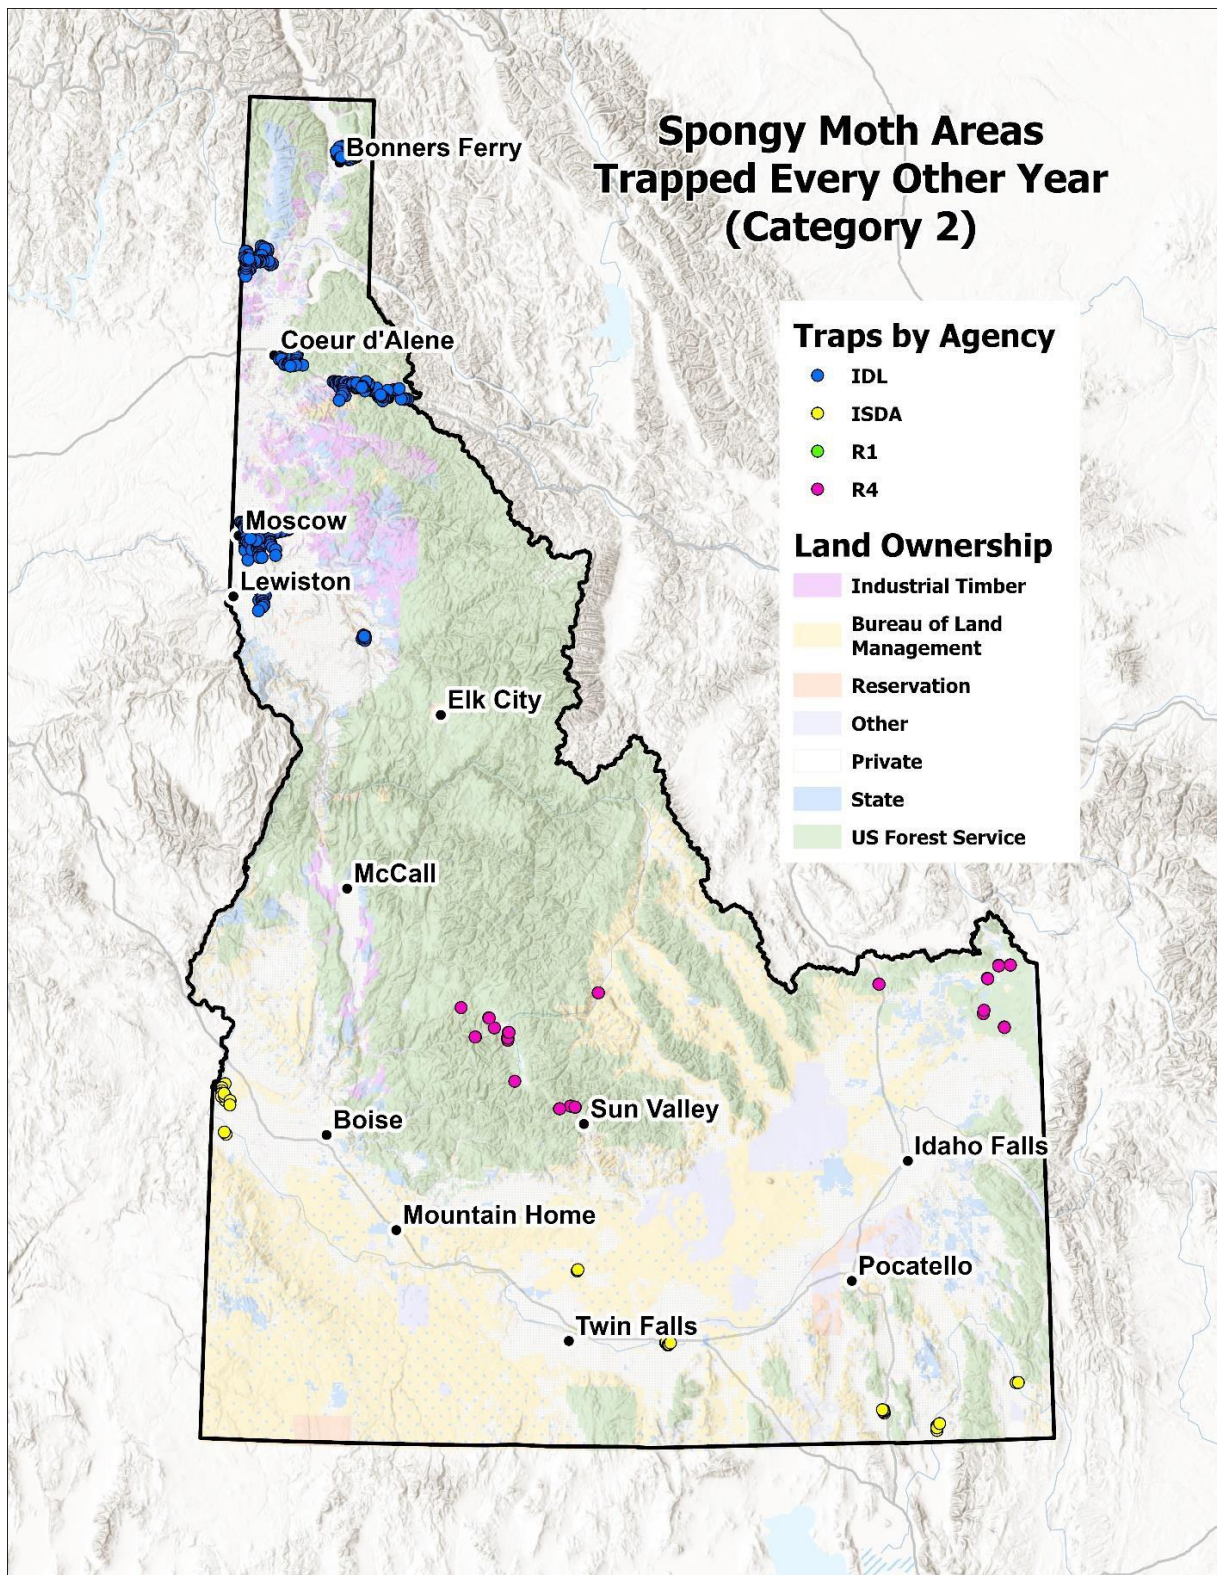 Spongy Moth Areas
Trapped Every Other Year
(Category 2)
Bonners Ferry
Coeur d'Alene
Moscow
Lewiston
Elk City
McCall
Boise
Sun Valley
Idaho Falls
Mountain Home
Pocatello
Twin Falls
Traps by Agency
IDL
ISDA
R1
R4
Land Ownership
Industrial Timber
Bureau of Land
Management
Reservation
Other
Private
State
US Forest Service